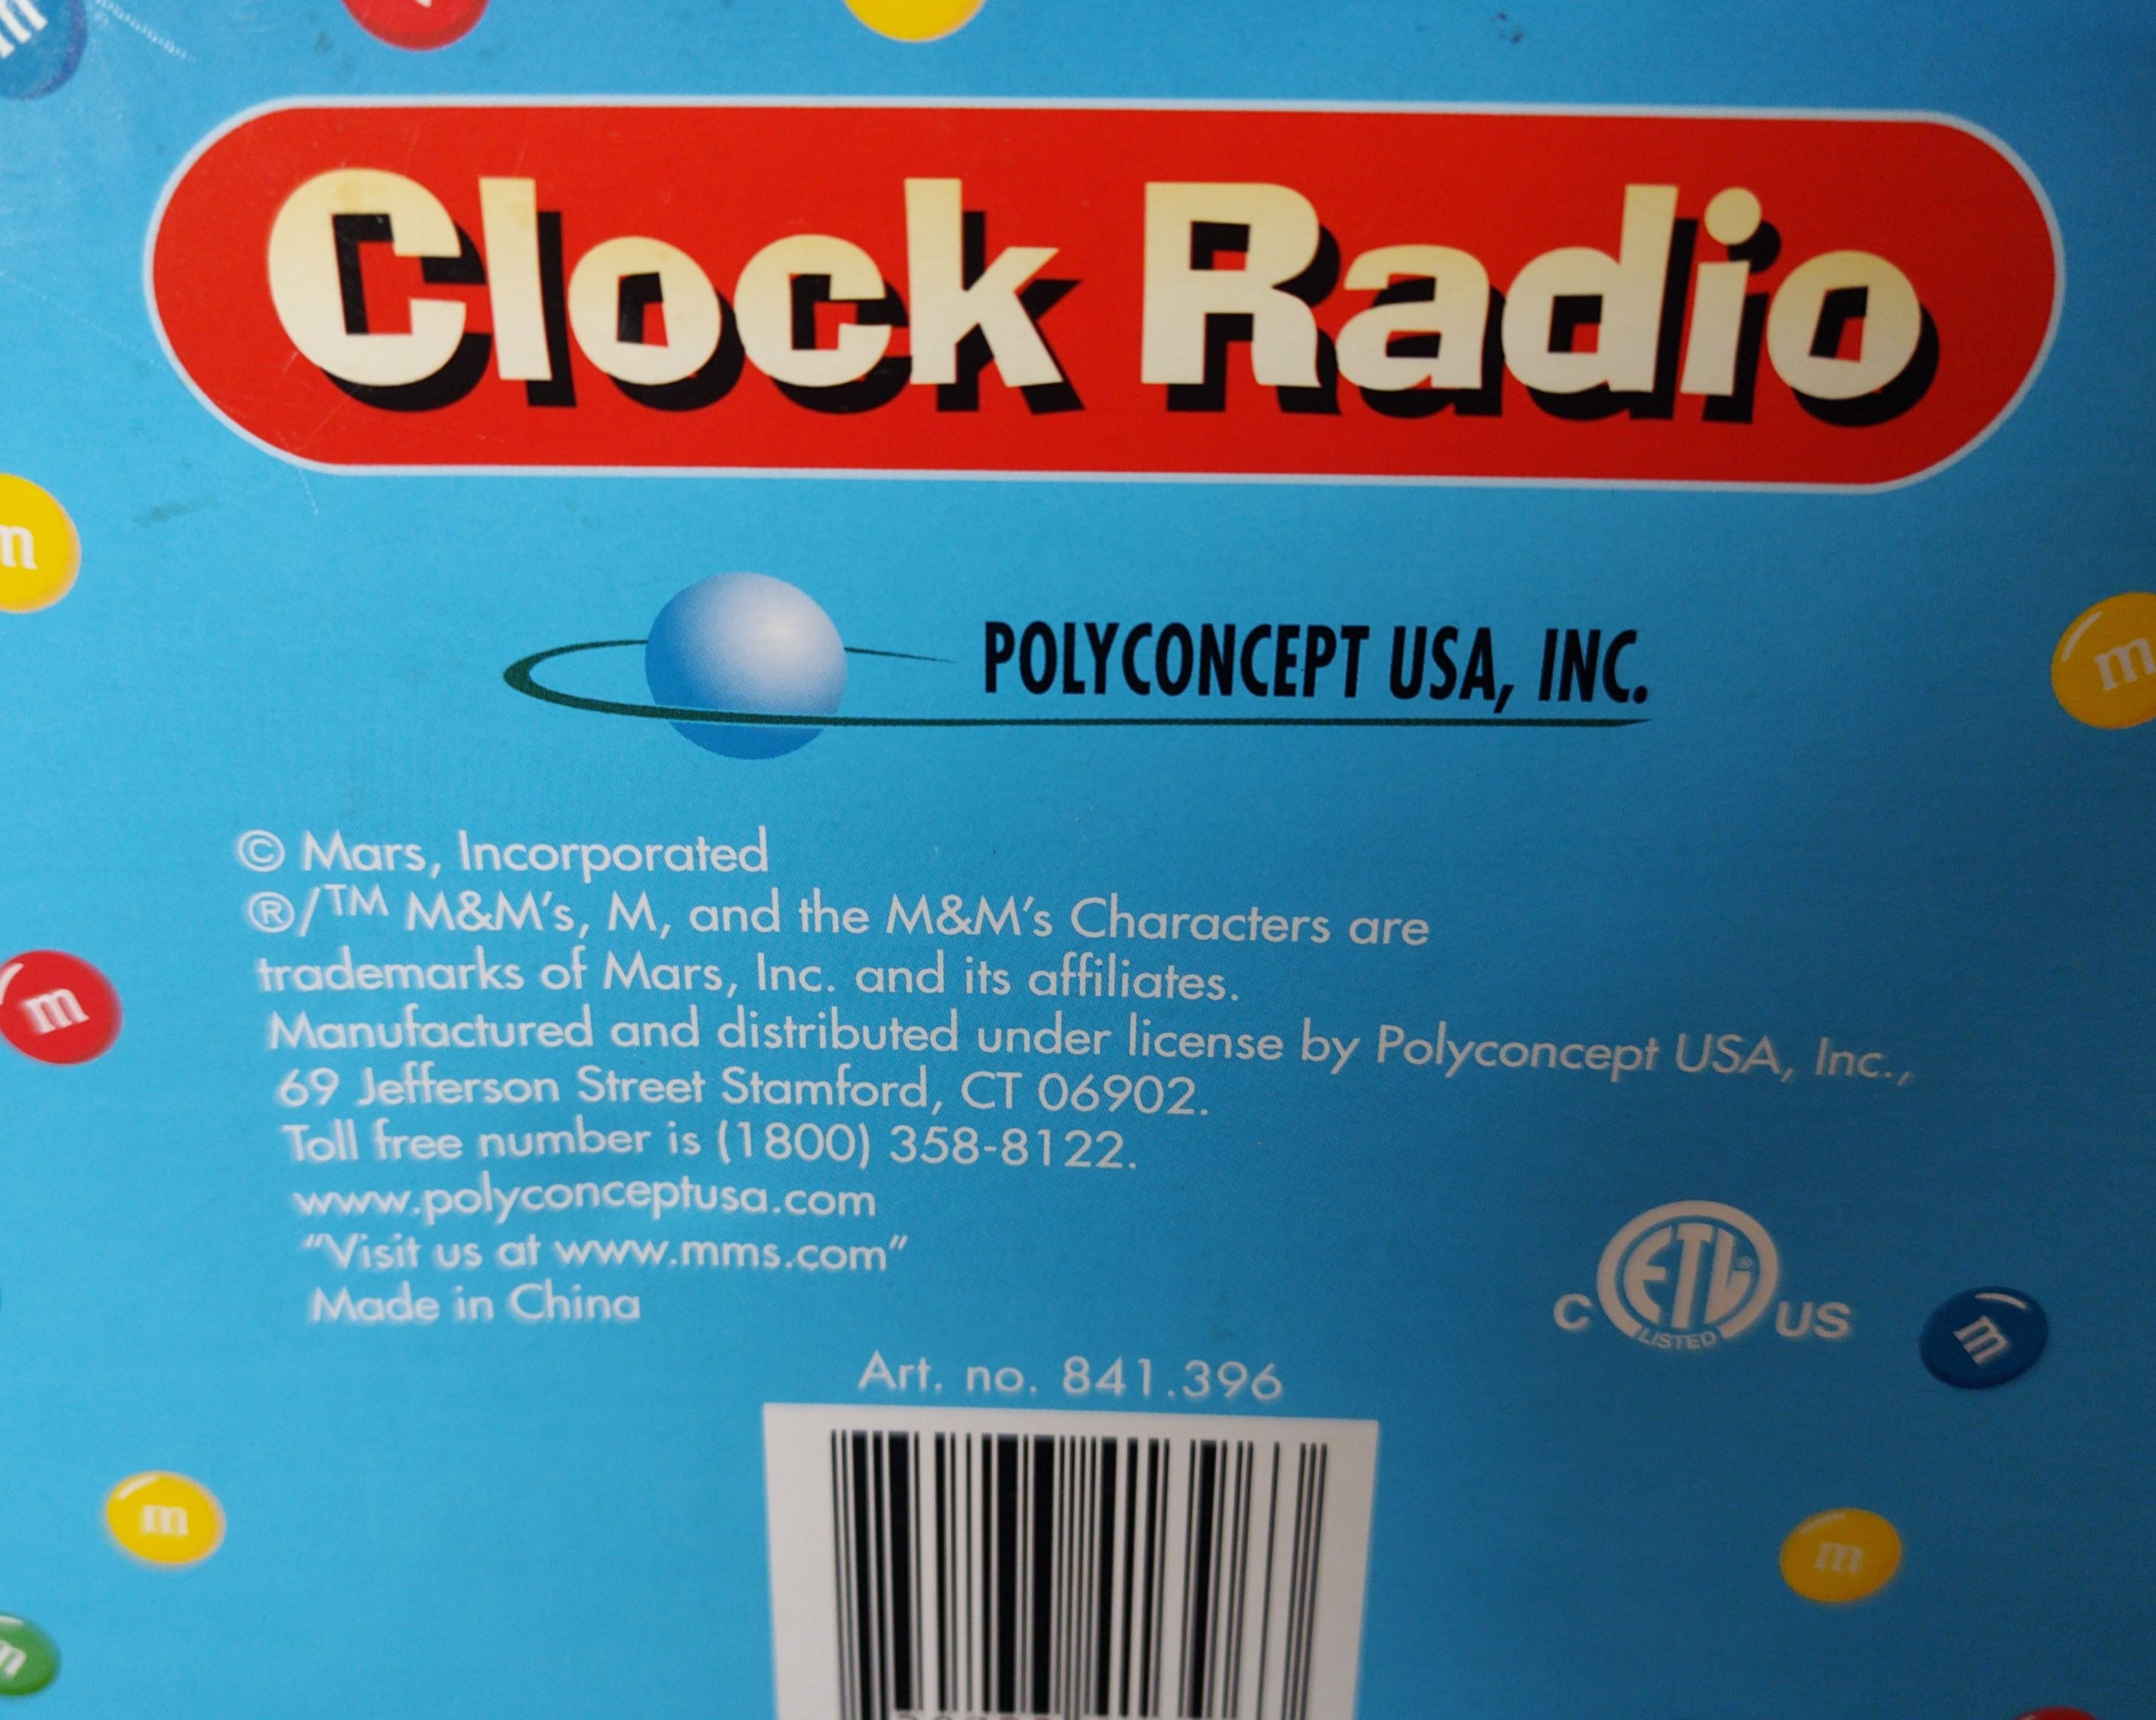 m
Clock Radio
m
POLYCONCEPT USA, INC.
m
© Mars, Incorporated
®/™ M&M's, M, and the M&M's Characters are
trademarks of Mars, Inc. and its affiliates.
m
Manufactured and distributed under license by Polyconcept USA, Inc.,
69 Jefferson Street Stamford, CT 06902.
Toll free number is (1800) 358-8122.
www.polyconceptusa.com
"Visit us at www.mms.com"
Made in China
C ETL® LISTED US
m
Art. no. 841.396
m
m
m